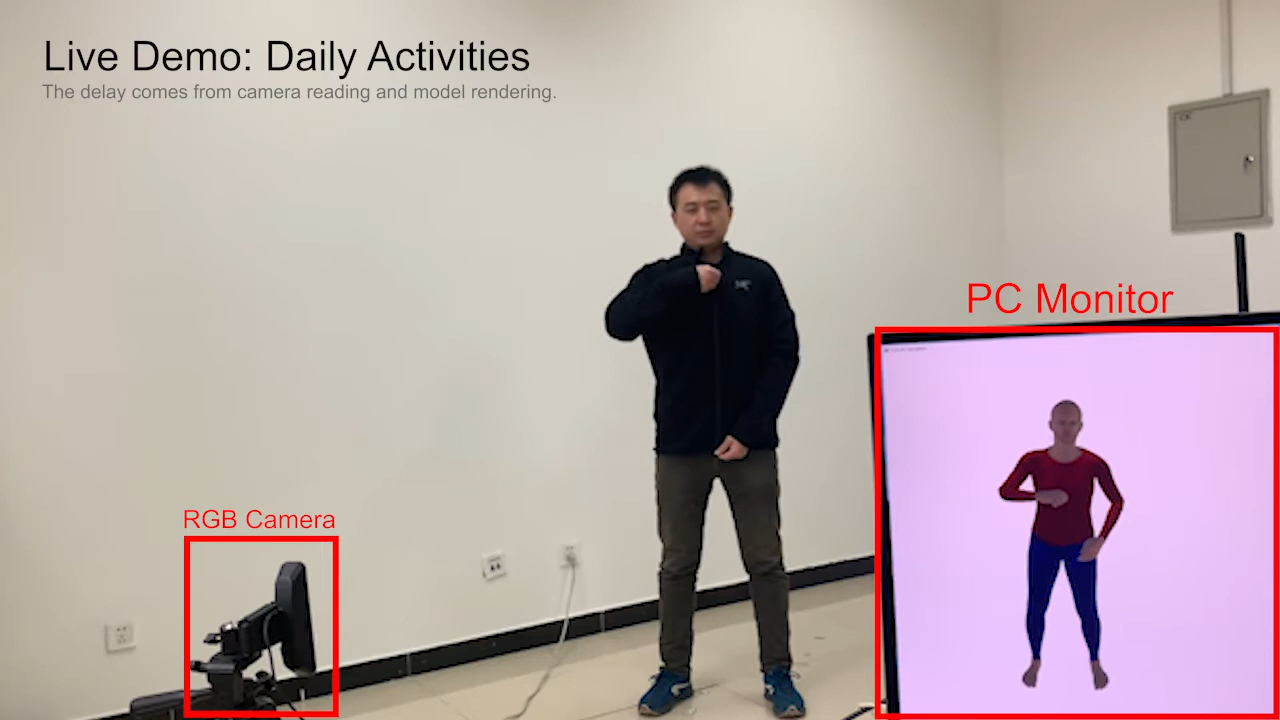 Live Demo: Daily Activities
The delay comes from camera reading and model rendering.
PC Monitor
RGB Camera